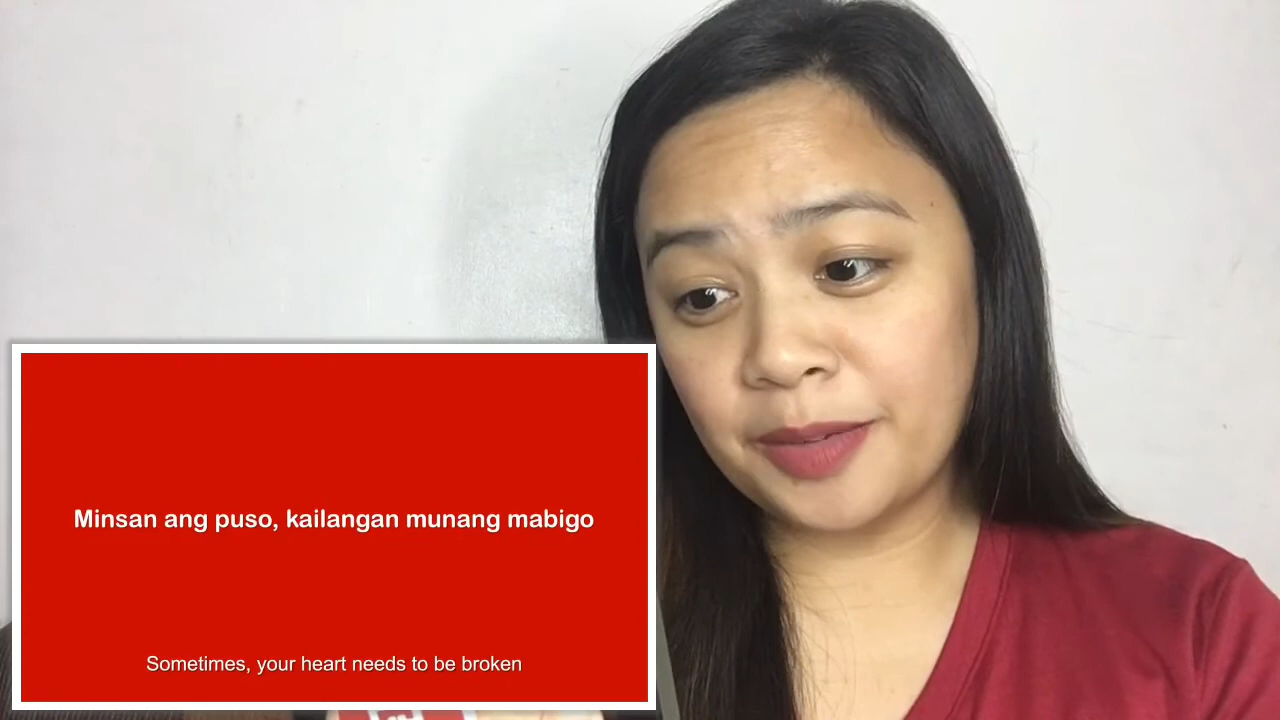 Minsan ang puso, kailangan munang mabigo
Sometimes, your heart needs to be broken